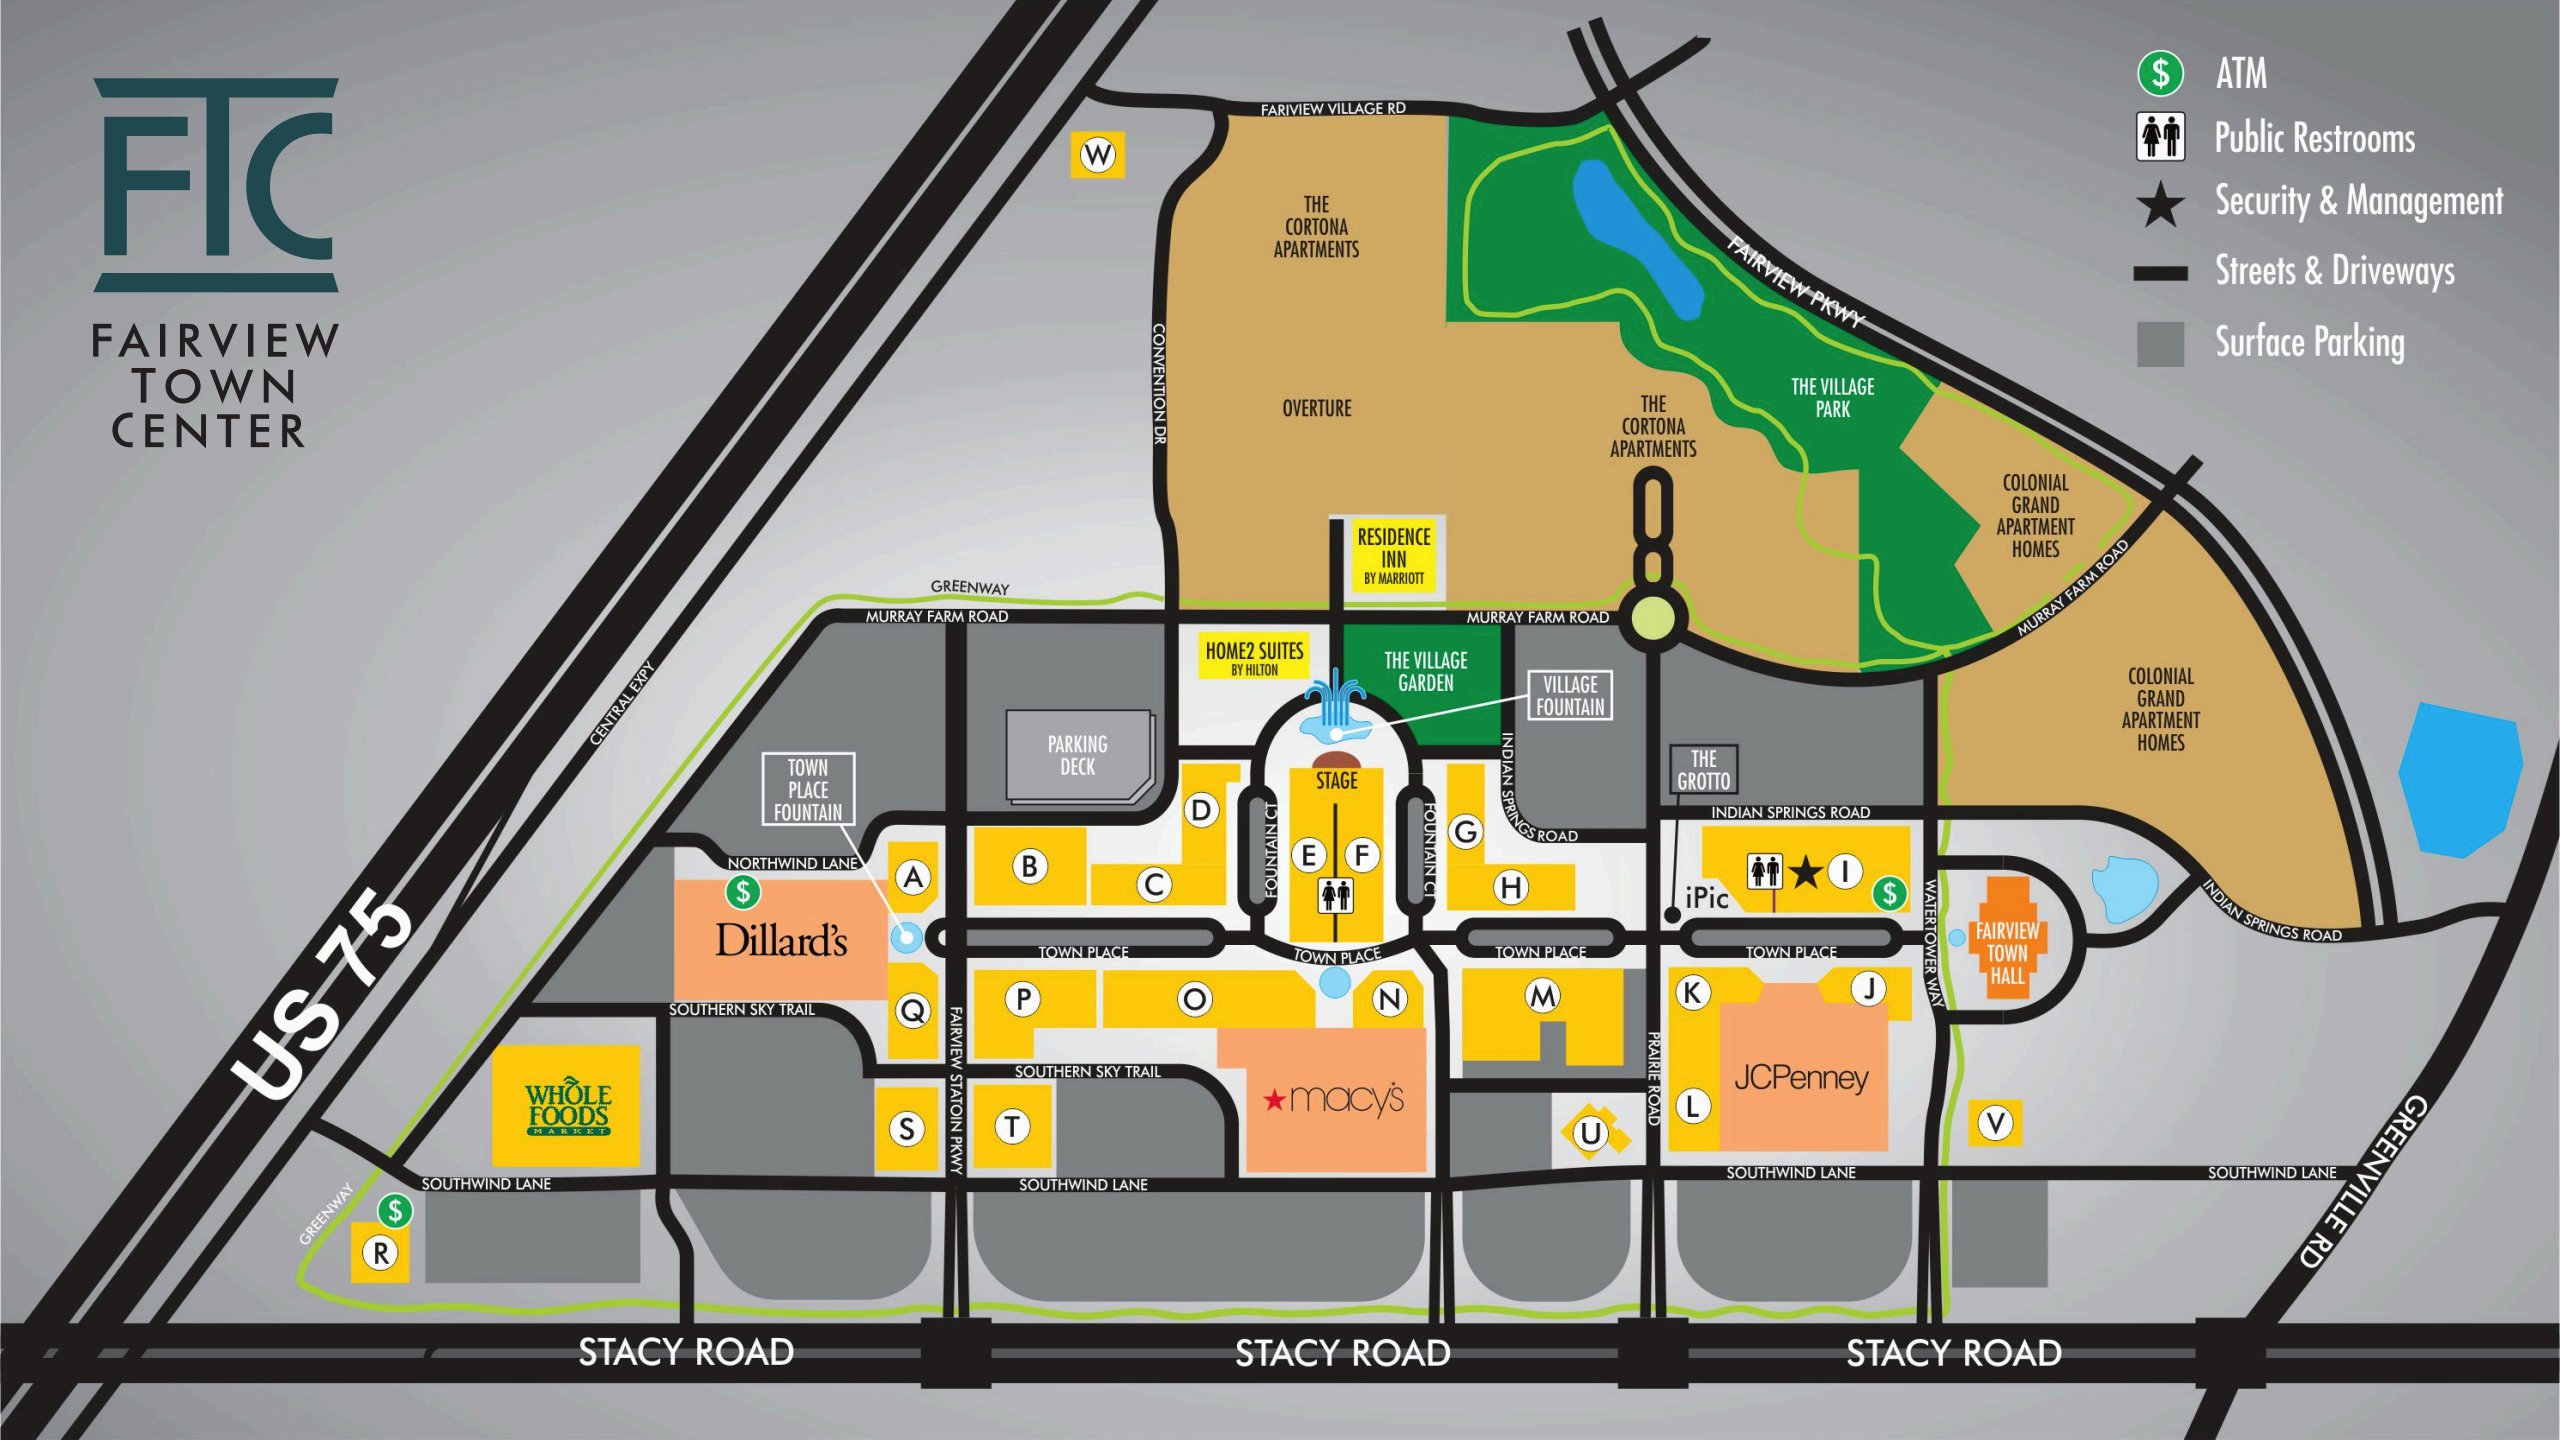 FTC
FAIRVIEW
TOWN
CENTER
$ ATM
Public Restrooms
Security & Management
Streets & Driveways
Surface Parking
FARIVIEW VILLAGE RD
W
THE
CORTONA
APARTMENTS
FAIRVIEW PKWY
CONVENTION DR
OVERTURE
THE
CORTONA
APARTMENTS
THE VILLAGE
PARK
COLONIAL
GRAND
APARTMENT
HOMES
MURRAY FARM ROAD
RESIDENCE
INN
BY MARRIOTT
GREENWAY
MURRAY FARM ROAD
MURRAY FARM ROAD
HOME2 SUITES
BY HILTON
THE VILLAGE
GARDEN
VILLAGE
FOUNTAIN
COLONIAL
GRAND
APARTMENT
HOMES
CENTRAL EXPY
PARKING
DECK
TOWN
PLACE
FOUNTAIN
STAGE
THE
GROTTO
INDIAN SPRINGS ROAD
INDIAN SPRINGS ROAD
INDIAN SPRINGS ROAD
D
G
FOUNTAIN CT
FOUNTAIN CT
E
F
NORTHWIND LANE
A
B
C
H
I
$
$
iPic
Dillard's
WATERTOWER WAY
FAIRVIEW
TOWN
HALL
TOWN PLACE
TOWN PLACE
TOWN PLACE
TOWN PLACE
US 75
SOUTHERN SKY TRAIL
Q
P
O
N
M
K
J
FAIRVIEW STATOIN PKWY
PRAIRIE ROAD
SOUTHERN SKY TRAIL
WHOLE
FOODS
MARKET
macy's
JCPenney
S
T
U
L
V
GREENVILLE RD
SOUTHWIND LANE
SOUTHWIND LANE
SOUTHWIND LANE
SOUTHWIND LANE
GREENWAY
$
R
STACY ROAD
STACY ROAD
STACY ROAD